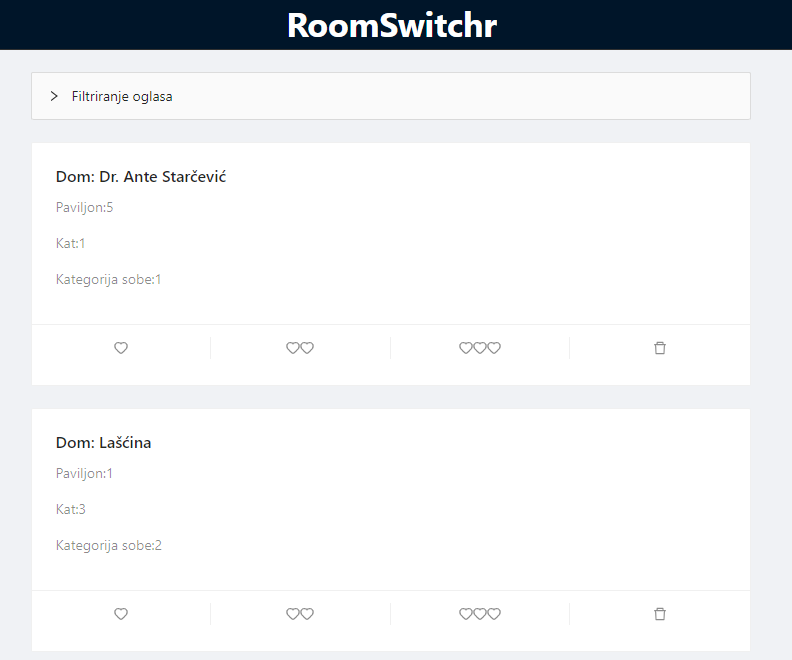 RoomSwitchr
Filtriranje oglasa
Dom: Dr. Ante Starčević
Paviljon:5
Kat:1
Kategorija sobe:1
Dom: Lašćina
Paviljon:1
Kat:3
Kategorija sobe:2